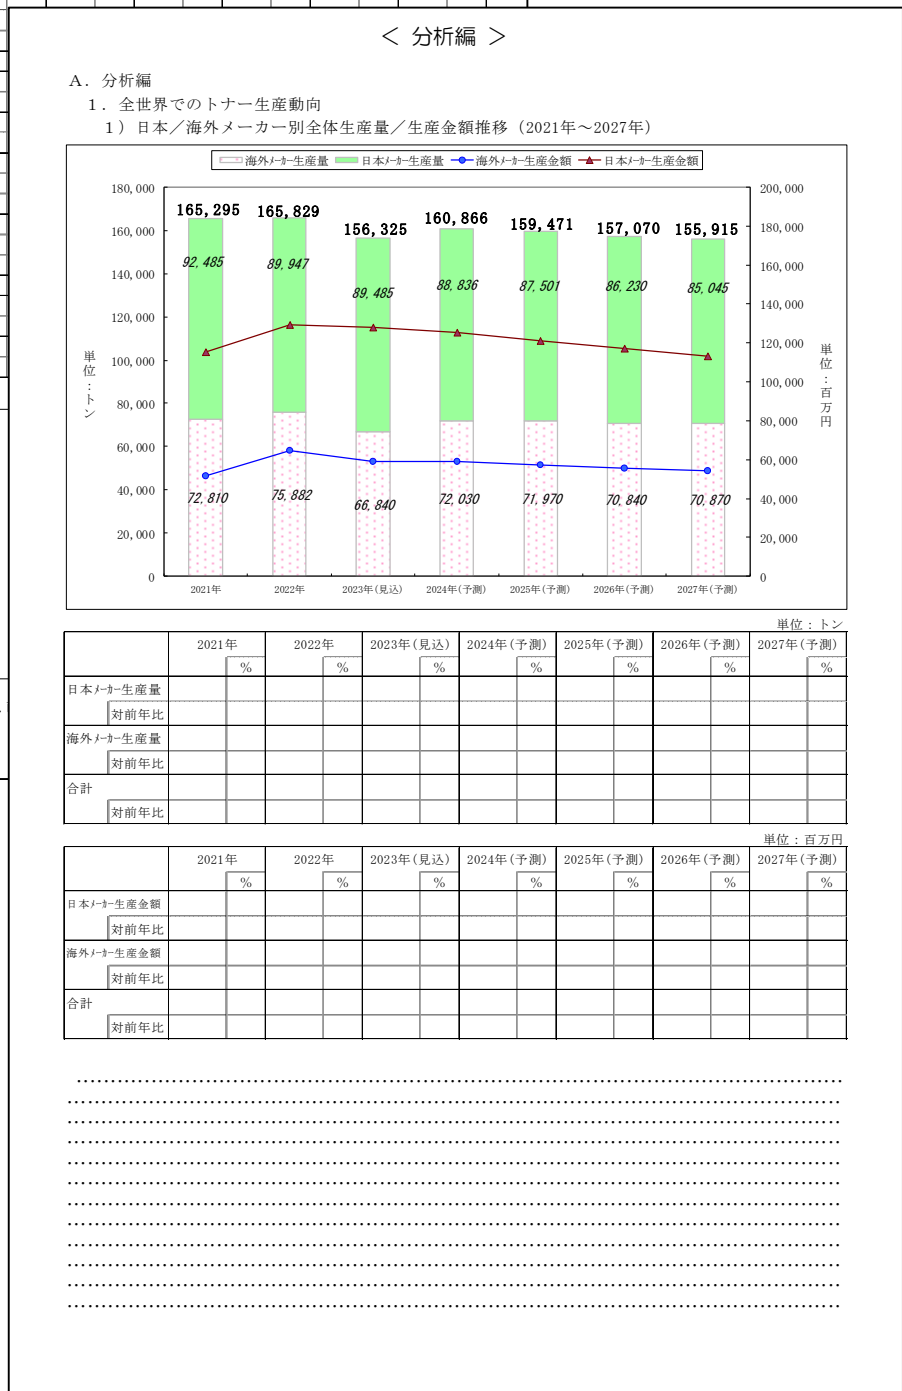 ＜ 分析編 ＞
Ａ．分析編
１．全世界でのトナー生産動向
１）日本／海外メーカー別全体生産量／生産金額推移（2021年～2027年）
海外ﾒｰｶｰ生産量 日本ﾒｰｶｰ生産量 海外ﾒｰｶｰ生産金額 日本ﾒｰｶｰ生産金額
180,000 200,000
165,295 165,829 156,325 160,866 159,471 157,070 155,915
160,000 180,000
92,485 89,947 89,485 88,836 87,501 86,230 85,045
140,000 160,000
120,000 140,000
100,000 120,000
単位：トン
単位：百万円
80,000 100,000
60,000 80,000
40,000 60,000
72,810 75,882 66,840 72,030 71,970 70,840 70,870
20,000 40,000
0 20,000
0
2021年 2022年 2023年(見込) 2024年(予測) 2025年(予測) 2026年(予測) 2027年(予測)
単位：トン
2021年 2022年 2023年(見込) 2024年(予測) 2025年(予測) 2026年(予測) 2027年(予測)
% % % % % % %
日本ﾒｰｶｰ生産量
対前年比
海外ﾒｰｶｰ生産量
対前年比
合計
対前年比
単位：百万円
2021年 2022年 2023年(見込) 2024年(予測) 2025年(予測) 2026年(予測) 2027年(予測)
% % % % % % %
日本ﾒｰｶｰ生産金額
対前年比
海外ﾒｰｶｰ生産金額
対前年比
合計
対前年比